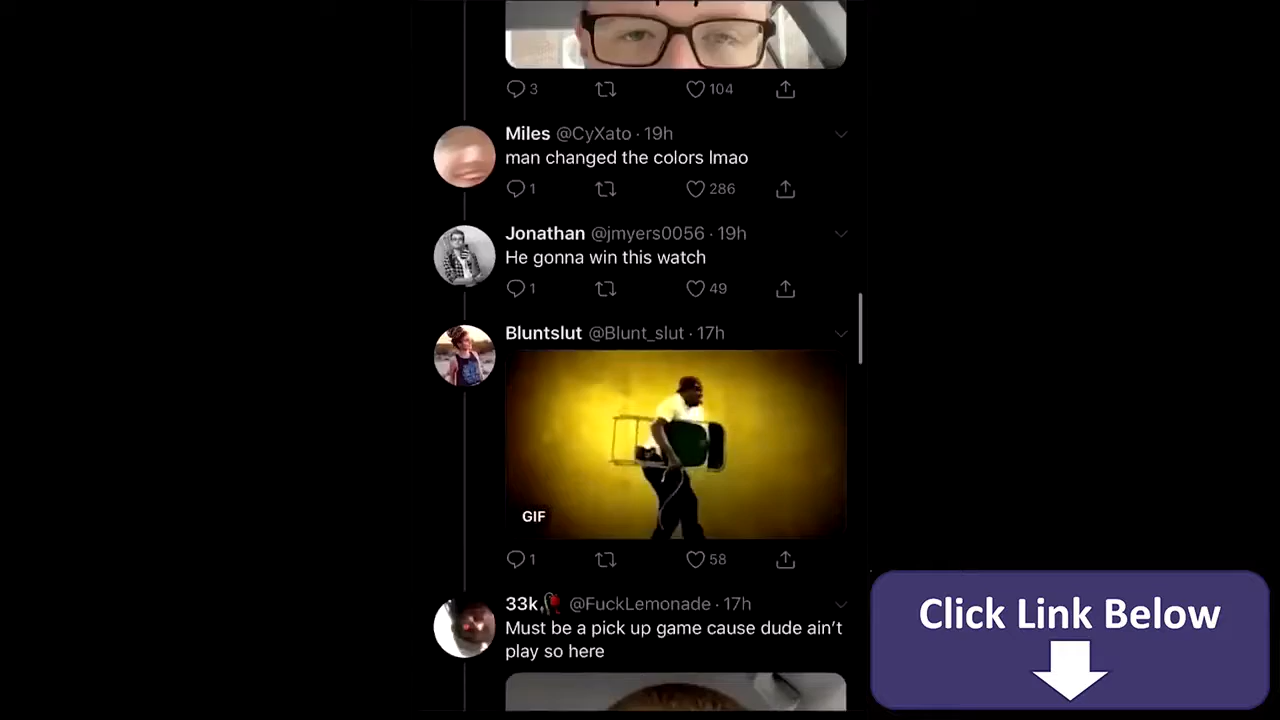 3 104
Miles @CyXato · 19h
man changed the colors lmao
1 286
Jonathan @jmyers0056 · 19h
He gonna win this watch
1 49
Bluntslut @Blunt_slut · 17h
GIF
1 58
33k🥀 @FuckLemonade · 17h
Must be a pick up game cause dude ain’t
play so here
Click Link Below